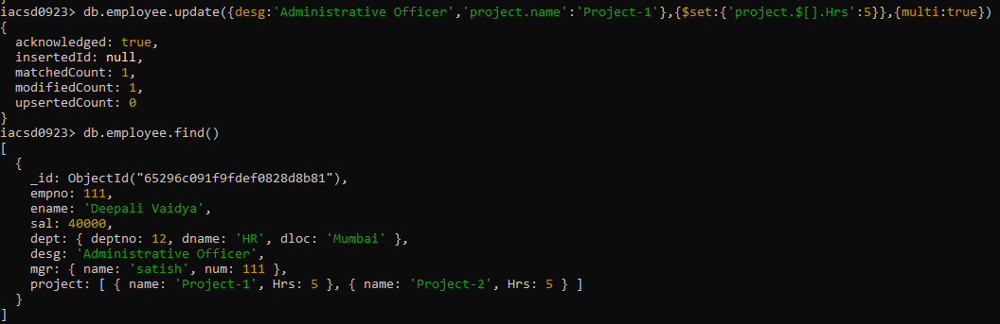 iacsd0923> db.employee.update({desg:'Administrative Officer','project.name':'Project-1'},{$set:{'project.$[].Hrs':5}},{multi:true})
{
  acknowledged: true,
  insertedId: null,
  matchedCount: 1,
  modifiedCount: 1,
  upsertedCount: 0
}
iacsd0923> db.employee.find()
[
  {
    _id: ObjectId("65296c091f9fdef0828d8b81"),
    empno: 111,
    ename: 'Deepali Vaidya',
    sal: 40000,
    dept: { deptno: 12, dname: 'HR', dloc: 'Mumbai' },
    desg: 'Administrative Officer',
    mgr: { name: 'satish', num: 111 },
    project: [ { name: 'Project-1', Hrs: 5 }, { name: 'Project-2', Hrs: 5 } ]
  }
]